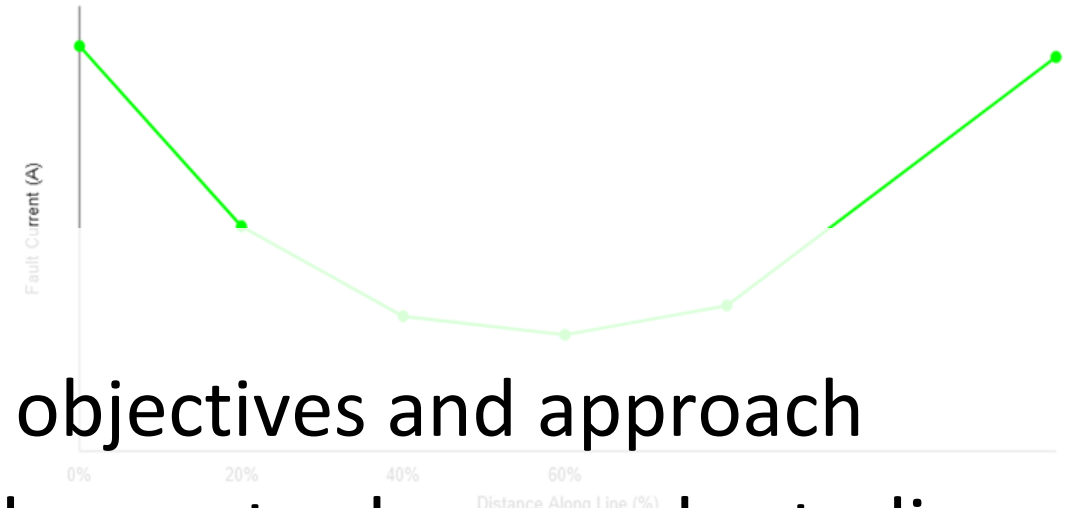 Fault Current (A)
objectives and approach
0% 20% 40% 60%
Distance Along Line (%)